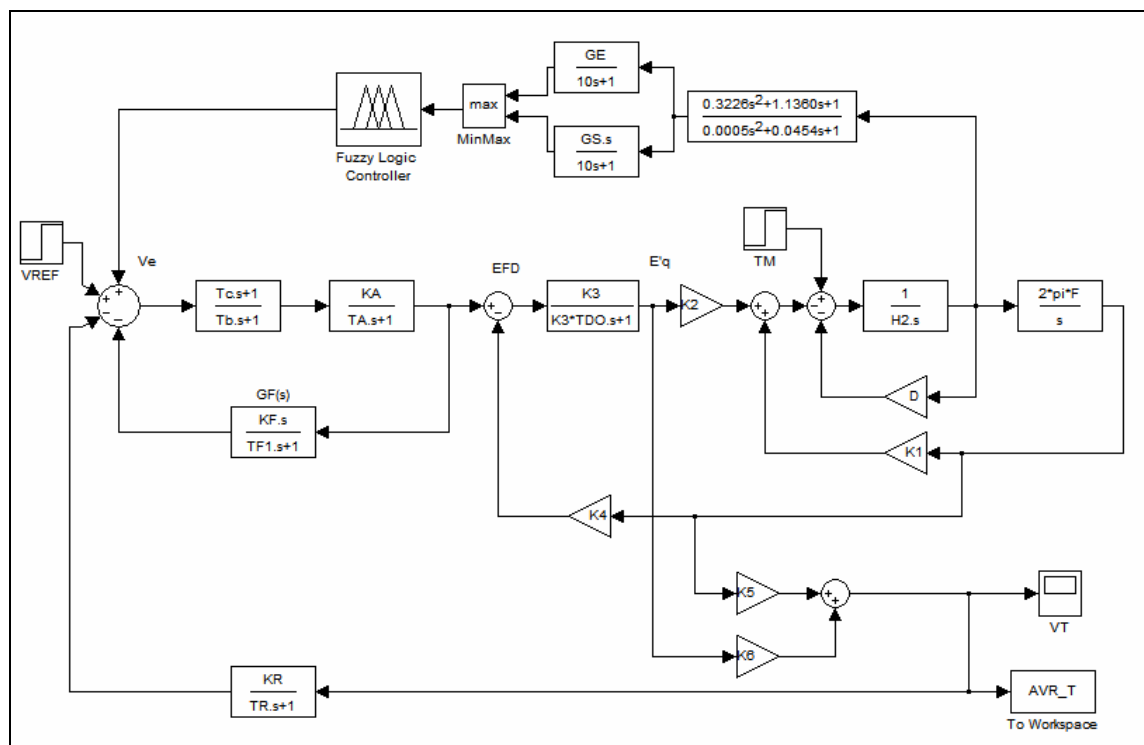 GE
10s+1
max
MinMax
0.3226s²+1.1360s+1
0.0005s²+0.0454s+1
GS.s
10s+1
Fuzzy Logic
Controller
VREF
Ve
Tc.s+1
Tb.s+1
KA
TA.s+1
EFD
K3
K3*TDO.s+1
E'q
K2
TM
1
H2.s
2*pi*F
s
D
GF(s)
KF.s
TF1.s+1
K1
K4
K5
K6
VT
KR
TR.s+1
AVR_T
To Workspace